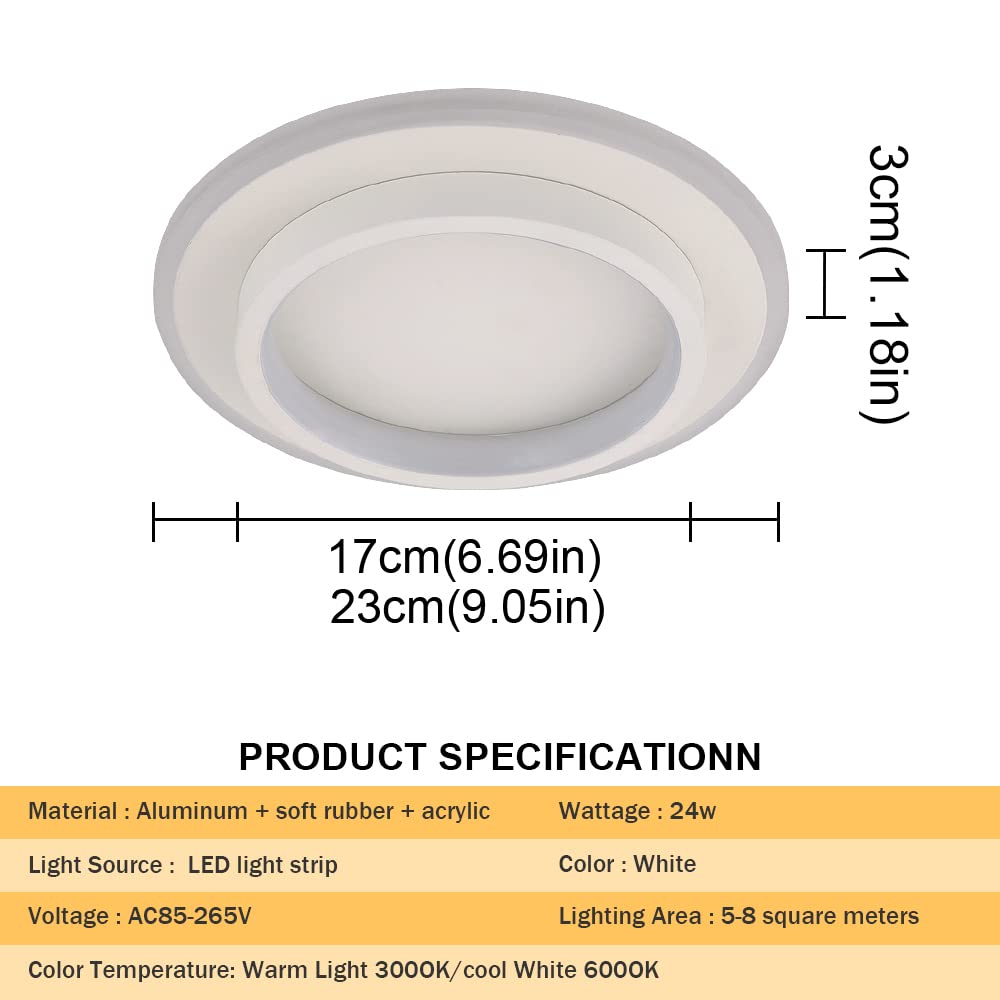 3cm(1.18in)
17cm(6.69in)
23cm(9.05in)
PRODUCT SPECIFICATIONN
Material : Aluminum + soft rubber + acrylic
Wattage : 24w
Light Source : LED light strip
Color : White
Voltage : AC85-265V
Lighting Area : 5-8 square meters
Color Temperature: Warm Light 3000K/cool White 6000K